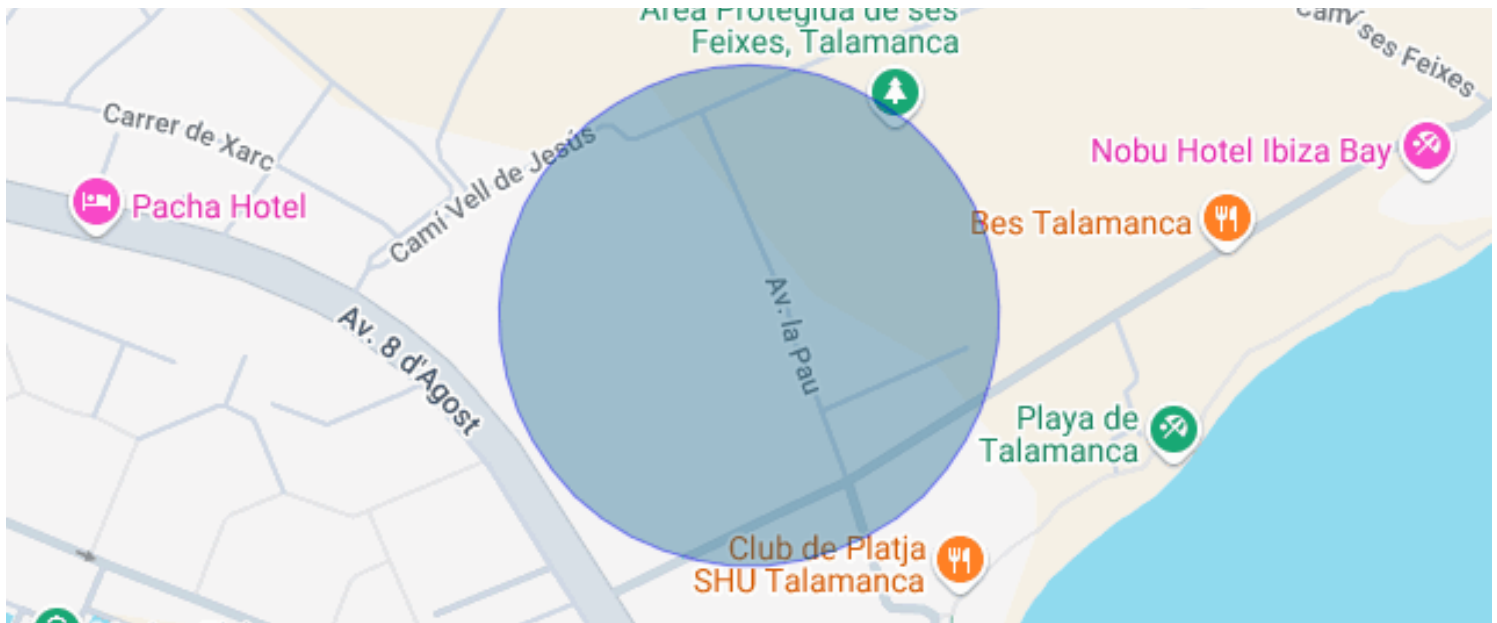 Àrea Protegida de ses
Feixes, Talamanca
Camí ses Feixes
Carrer de Xarc
Nobu Hotel Ibiza Bay
Camí Vell de Jesús
Pacha Hotel
Bes Talamanca
Av. la Pau
Av. 8 d'Agost
Playa de
Talamanca
Club de Platja
SHU Talamanca